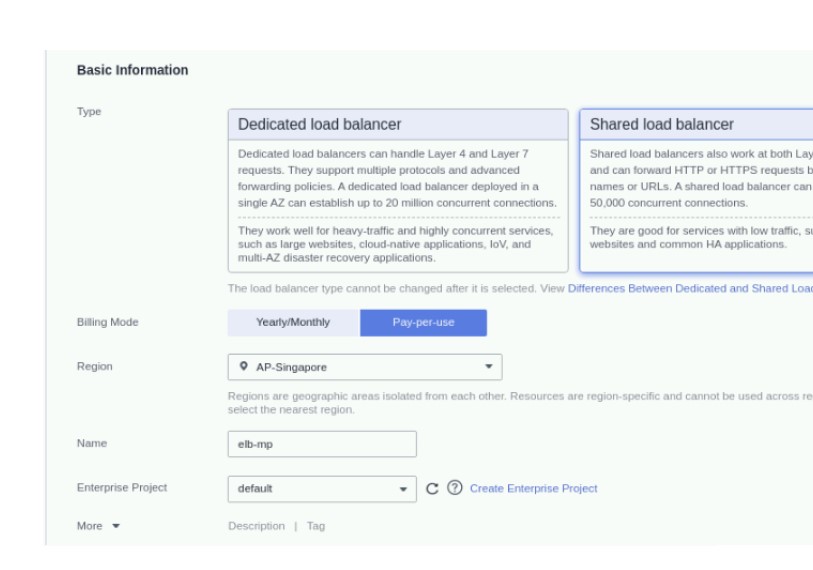 Basic Information
Type
Dedicated load balancer
Dedicated load balancers can handle Layer 4 and Layer 7
requests. They support multiple protocols and advanced
forwarding policies. A dedicated load balancer deployed in a
single AZ can establish up to 20 million concurrent connections.
They work well for heavy-traffic and highly concurrent services,
such as large websites, cloud-native applications, IoV, and
multi-AZ disaster recovery applications.
Shared load balancer
Shared load balancers also work at both Lay
and can forward HTTP or HTTPS requests b
names or URLs. A shared load balancer can
50,000 concurrent connections.
They are good for services with low traffic, su
websites and common HA applications.
The load balancer type cannot be changed after it is selected. View Differences Between Dedicated and Shared Loa
Billing Mode
Yearly/Monthly
Pay-per-use
Region
AP-Singapore
Regions are geographic areas isolated from each other. Resources are region-specific and cannot be used across re
select the nearest region.
Name
elb-mp
Enterprise Project
default
Create Enterprise Project
More
Description | Tag